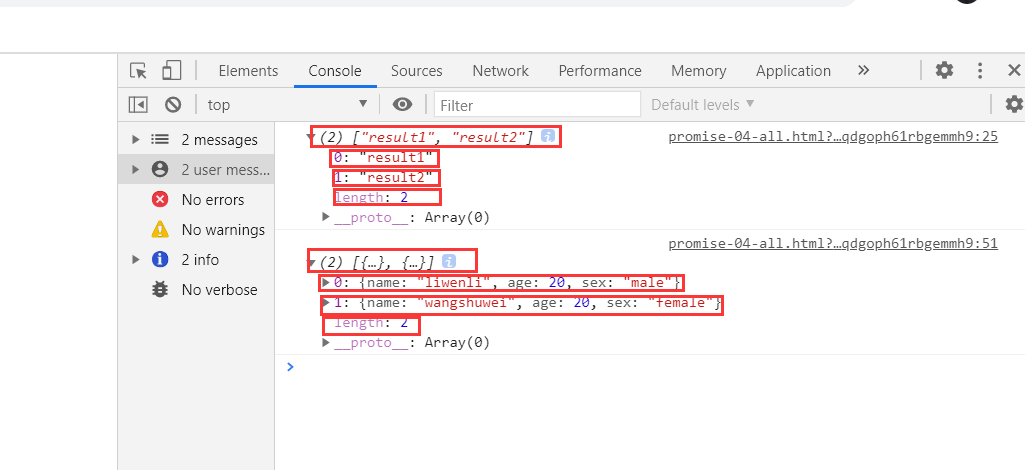 Elements Console Sources Network Performance Memory Application »
top Filter Default levels
2 messages
2 user mess...
No errors
No warnings
2 info
No verbose
(2) ["result1", "result2"] i promise-04-all.html?…qdgoph61rbgemmh9:25
0: "result1"
1: "result2"
length: 2
__proto__: Array(0)
promise-04-all.html?…qdgoph61rbgemmh9:51
(2) [{…}, {…}] i
0: {name: "liwenli", age: 20, sex: "male"}
1: {name: "wangshuwei", age: 20, sex: "female"}
length: 2
__proto__: Array(0)
>